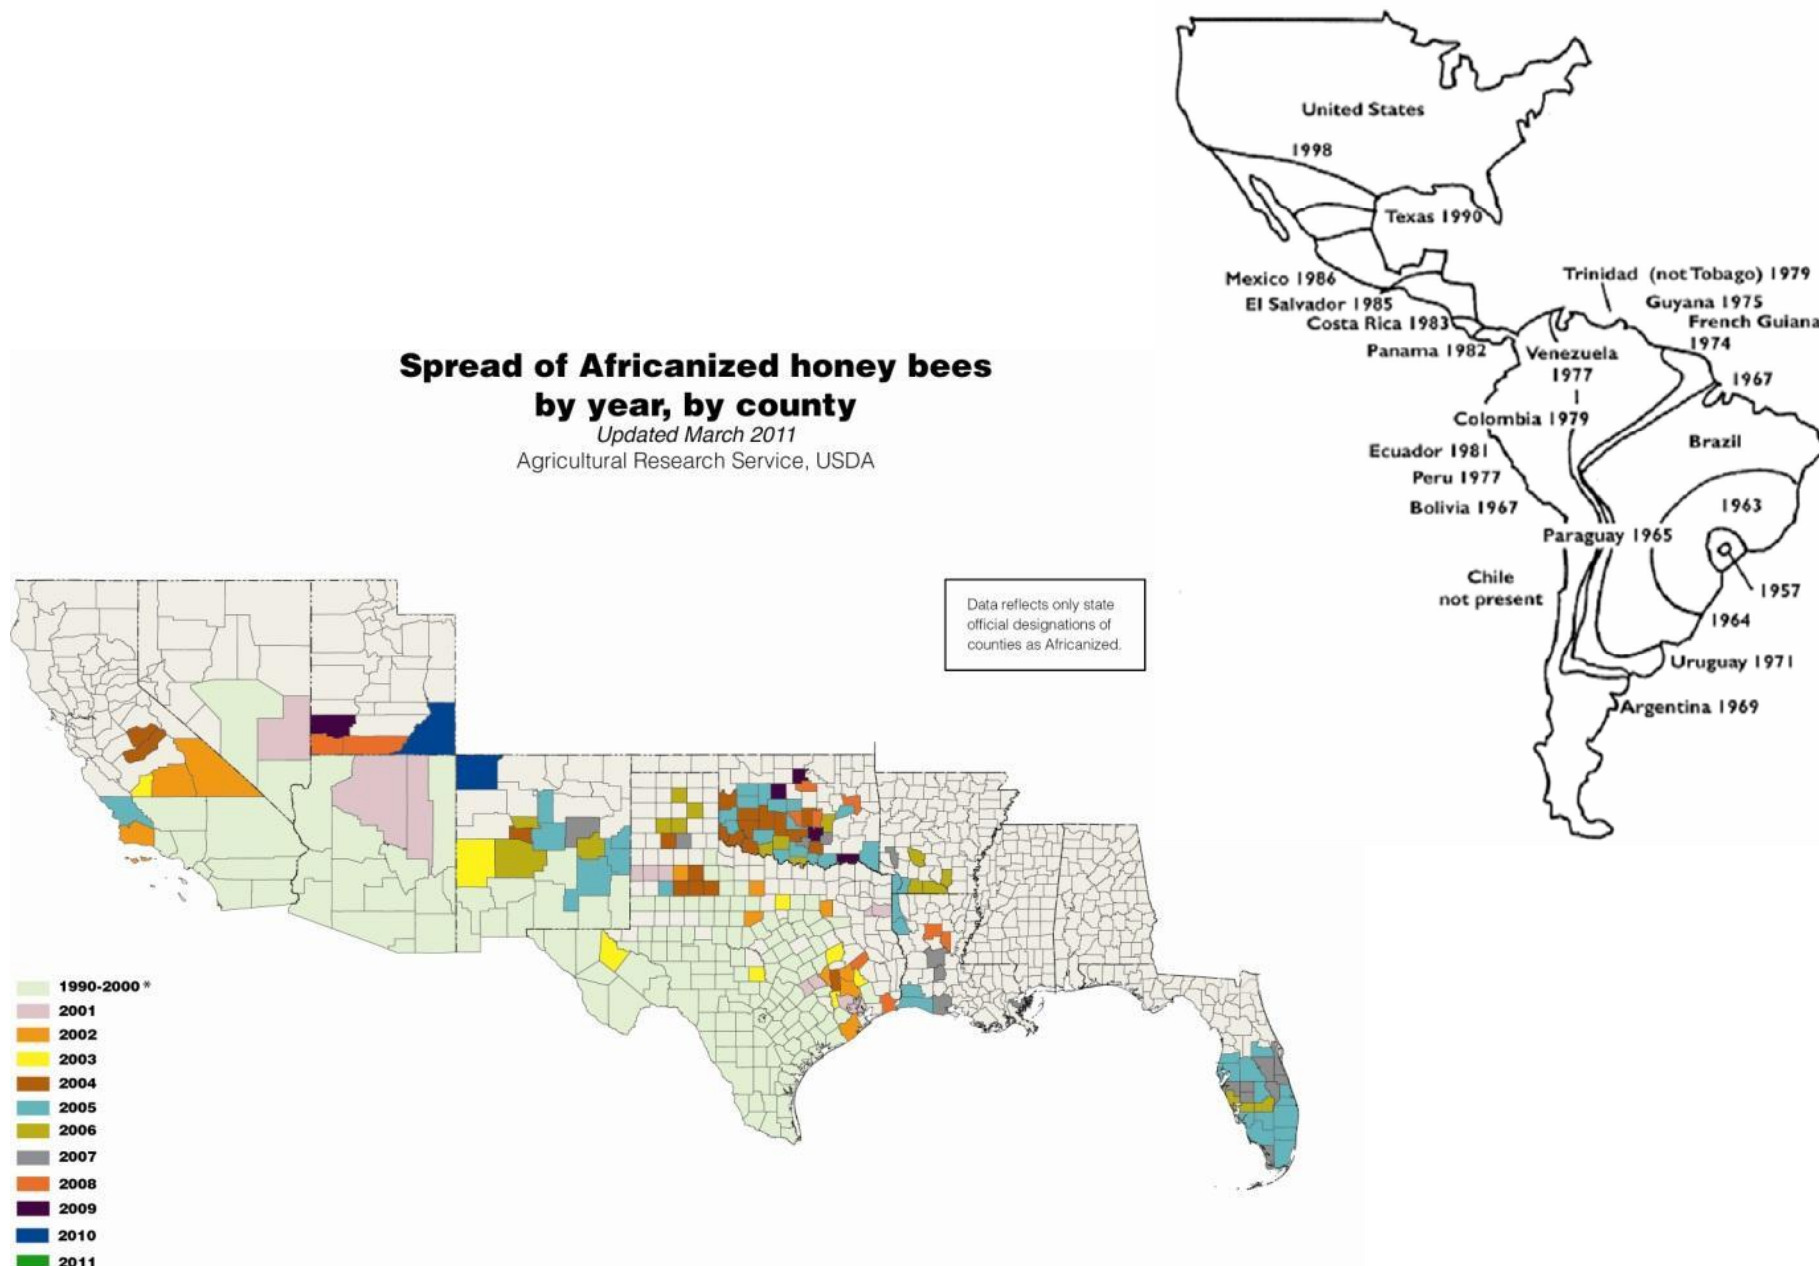 United States
1998
Texas 1990
Mexico 1986
El Salvador 1985
Costa Rica 1983
Panama 1982
Trinidad (not Tobago) 1979
Guyana 1975
French Guiana
1974
Venezuela
1977
1967
Colombia 1979
Brazil
Ecuador 1981
Peru 1977
Bolivia 1967
1963
Paraguay 1965
Chile
not present
1957
1964
Uruguay 1971
Argentina 1969
Spread of Africanized honey bees
by year, by county
Updated March 2011
Agricultural Research Service, USDA
Data reflects only state
official designations of
counties as Africanized.
1990-2000 *
2001
2002
2003
2004
2005
2006
2007
2008
2009
2010
2011